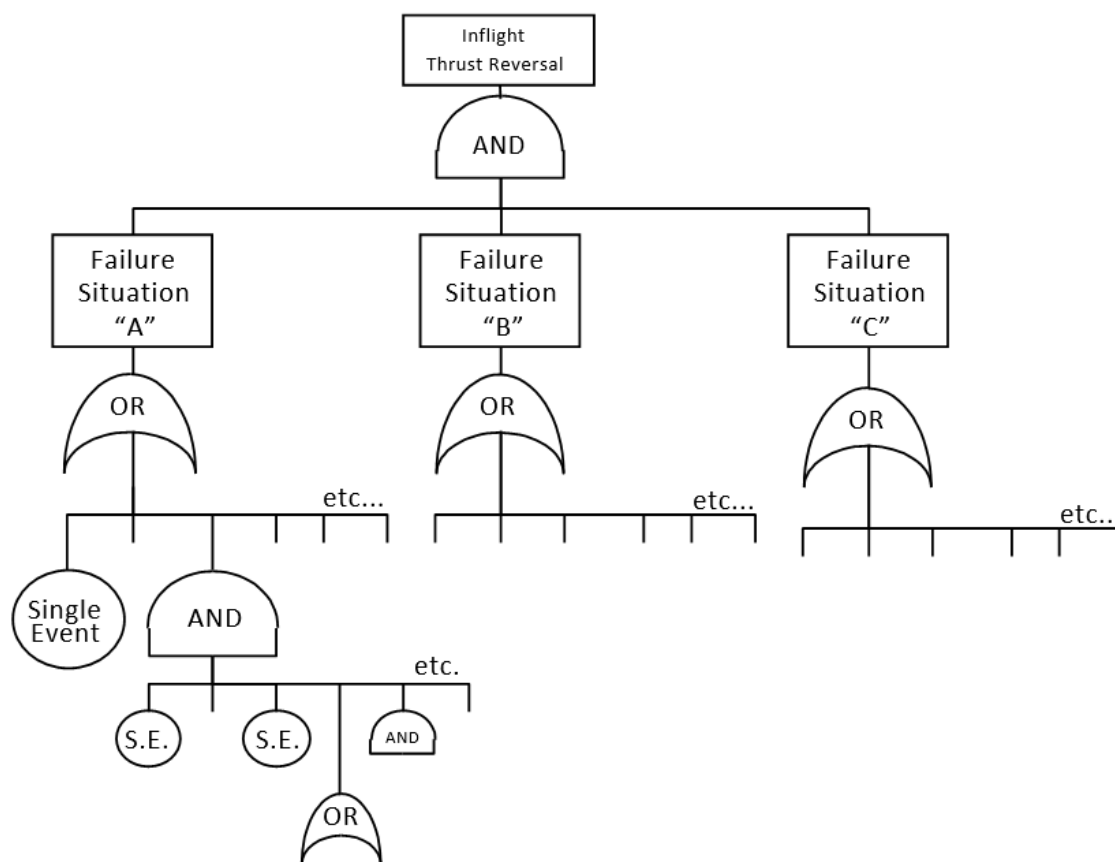 Inflight
Thrust Reversal
AND
Failure
Situation
“A”
Failure
Situation
“B”
Failure
Situation
“C”
OR
OR
OR
etc...
etc...
etc..
Single
Event
AND
etc.
S.E.
S.E.
AND
OR